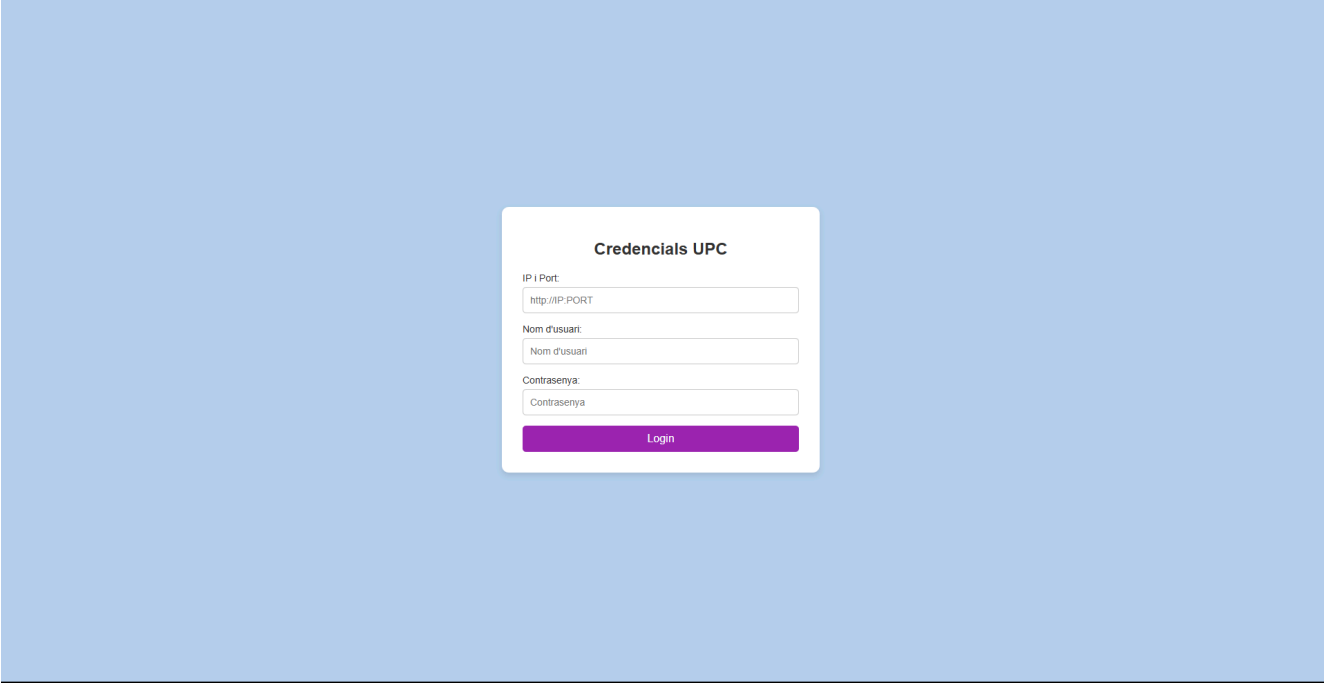 Credencials UPC
IP i Port:
http://IP:PORT
Nom d'usuari:
Nom d'usuari
Contrasenya:
Contrasenya
Login